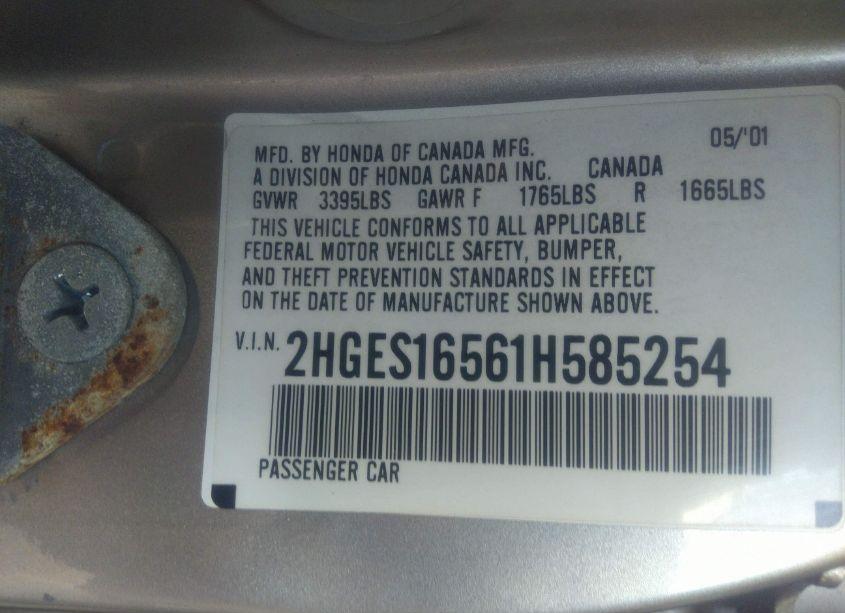 05/'01
MFD. BY HONDA OF CANADA MFG.
A DIVISION OF HONDA CANADA INC. CANADA
GVWR 3395LBS GAWR F 1765LBS R 1665LBS
THIS VEHICLE CONFORMS TO ALL APPLICABLE
FEDERAL MOTOR VEHICLE SAFETY, BUMPER,
AND THEFT PREVENTION STANDARDS IN EFFECT
ON THE DATE OF MANUFACTURE SHOWN ABOVE.
V.I.N. 2HGES16561H585254
PASSENGER CAR